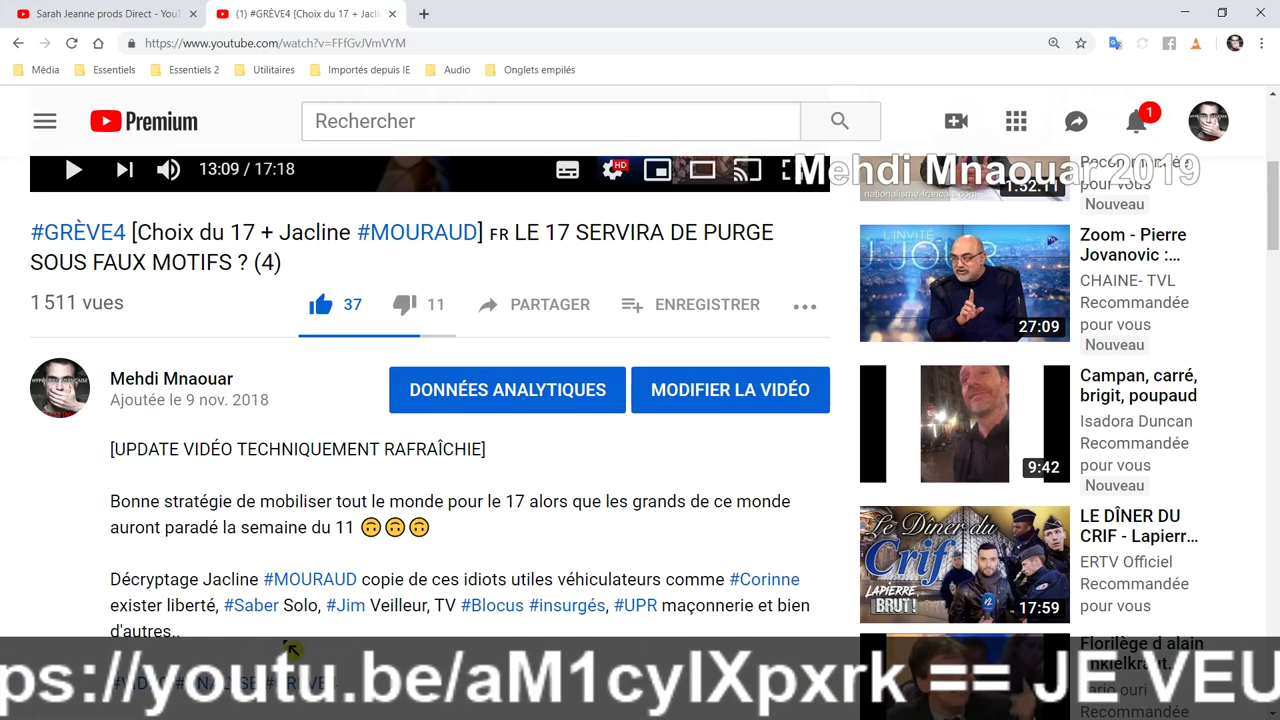 Sarah Jeanne prods Direct - YouT
(1) #GRÈVE4 [Choix du 17 + Jacli
https://www.youtube.com/watch?v=FFfGvJVmVYM
Média
Essentiels
Essentiels 2
Utilitaires
Importés depuis IE
Audio
Onglets empilés
Premium
Rechercher
1
13:09 / 17:18
HD
Mehdi Mnaouar 2019
#GRÈVE4 [Choix du 17 + Jacline #MOURAUD] FR LE 17 SERVIRA DE PURGE
SOUS FAUX MOTIFS ? (4)
1 511 vues
37
11
PARTAGER
ENREGISTRER
Mehdi Mnaouar
Ajoutée le 9 nov. 2018
DONNÉES ANALYTIQUES
MODIFIER LA VIDÉO
[UPDATE VIDÉO TECHNIQUEMENT RAFRAÎCHIE]
Bonne stratégie de mobiliser tout le monde pour le 17 alors que les grands de ce monde
auront paradé la semaine du 11 🙃🙃🙃
Décryptage Jacline #MOURAUD copie de ces idiots utiles véhiculateurs comme #Corinne
exister liberté, #Saber Solo, #Jim Veilleur, TV #Blocus #insurgés, #UPR maçonnerie et bien
d'autres..
nationalisme-francais.com
1:52:11
pour vous
Nouveau
L'INVITÉ
27:09
Zoom - Pierre
Jovanovic :…
CHAINE- TVL
Recommandée
pour vous
Nouveau
9:42
Campan, carré,
brigit, poupaud
Isadora Duncan
Recommandée
pour vous
Nouveau
Le Dîner du
Crif
LAPIERRE
BRUT!
17:59
LE DÎNER DU
CRIF - Lapierr…
ERTV Officiel
Recommandée
pour vous
Florilège d alain
Recommandée
ps://youtu.be/aM1cylXpxrk == JE VEU